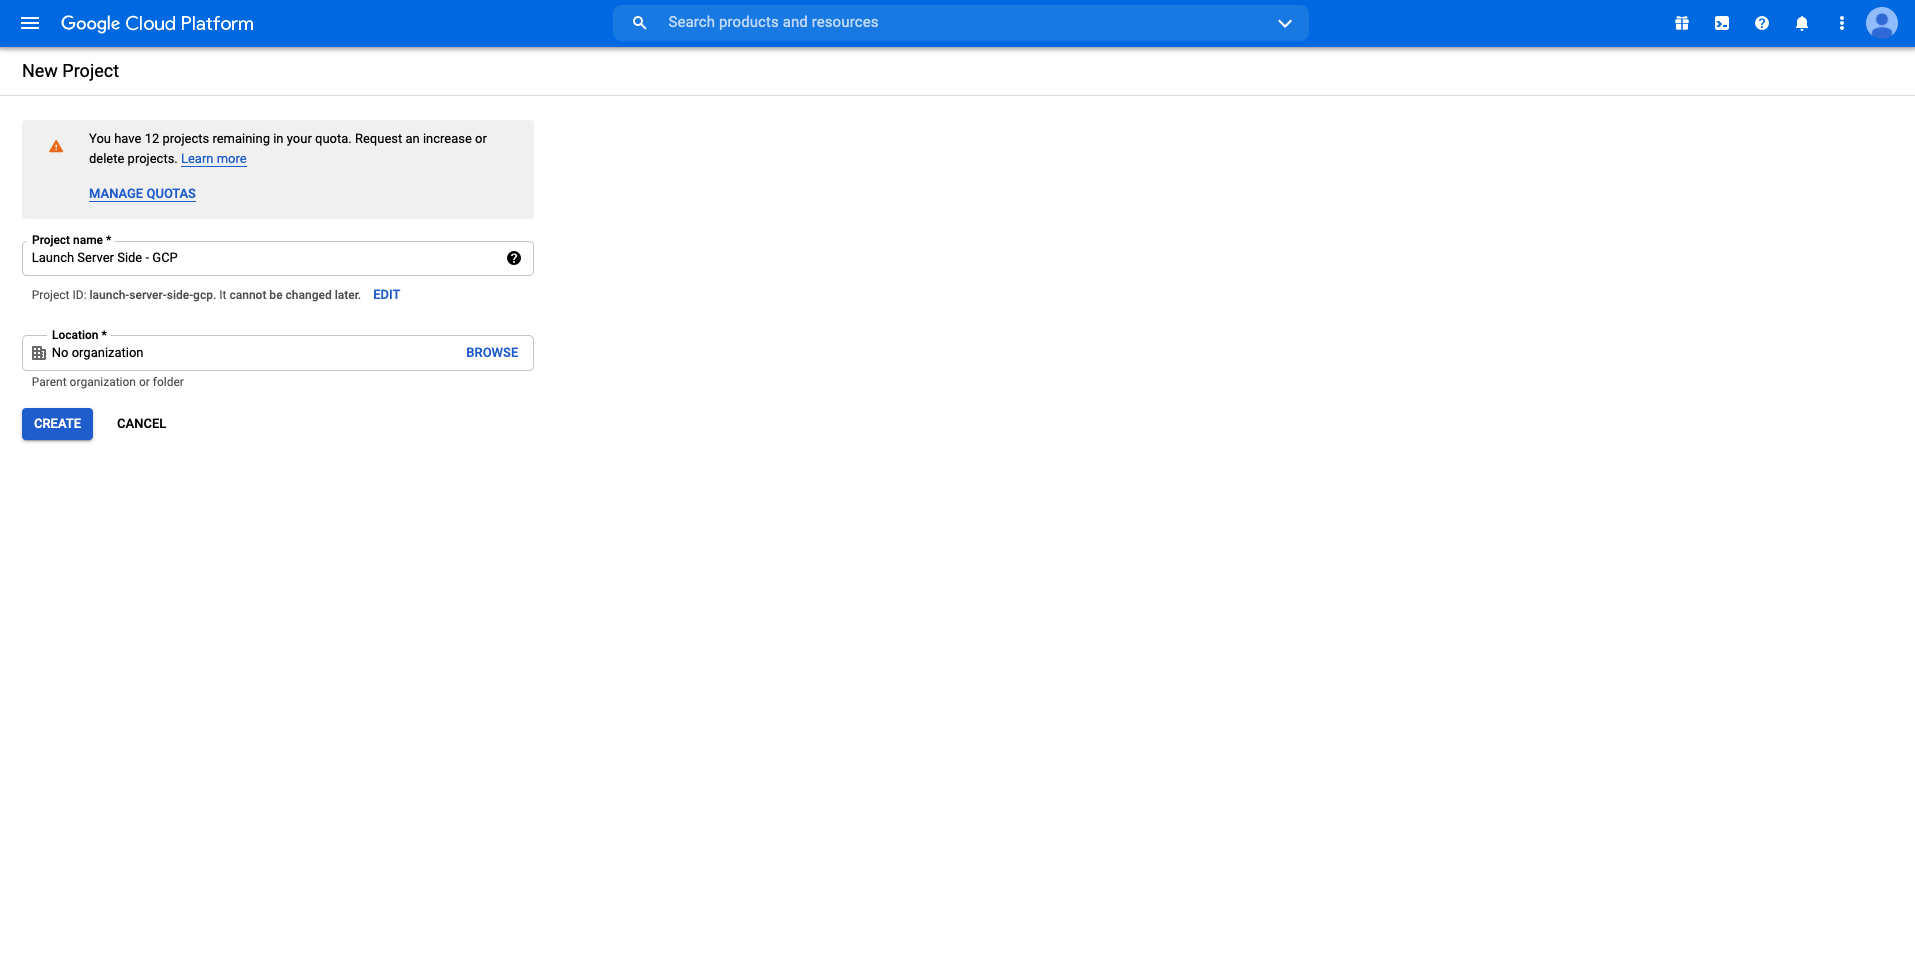 Google Cloud Platform
Search products and resources
New Project
You have 12 projects remaining in your quota. Request an increase or
delete projects. Learn more
MANAGE QUOTAS
Project name *
Launch Server Side - GCP
Project ID: launch-server-side-gcp. It cannot be changed later. EDIT
Location *
No organization BROWSE
Parent organization or folder
CREATE CANCEL